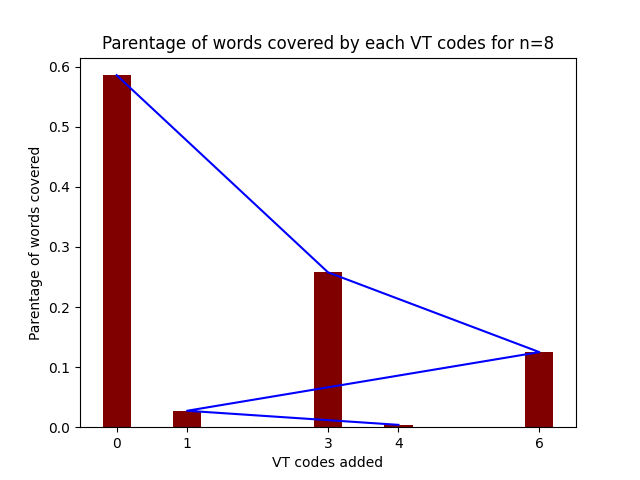 Parentage of words covered by each VT codes for n=8
Parentage of words covered
0.6
0.5
0.4
0.3
0.2
0.1
0.0
0 1 3 4 6
VT codes added